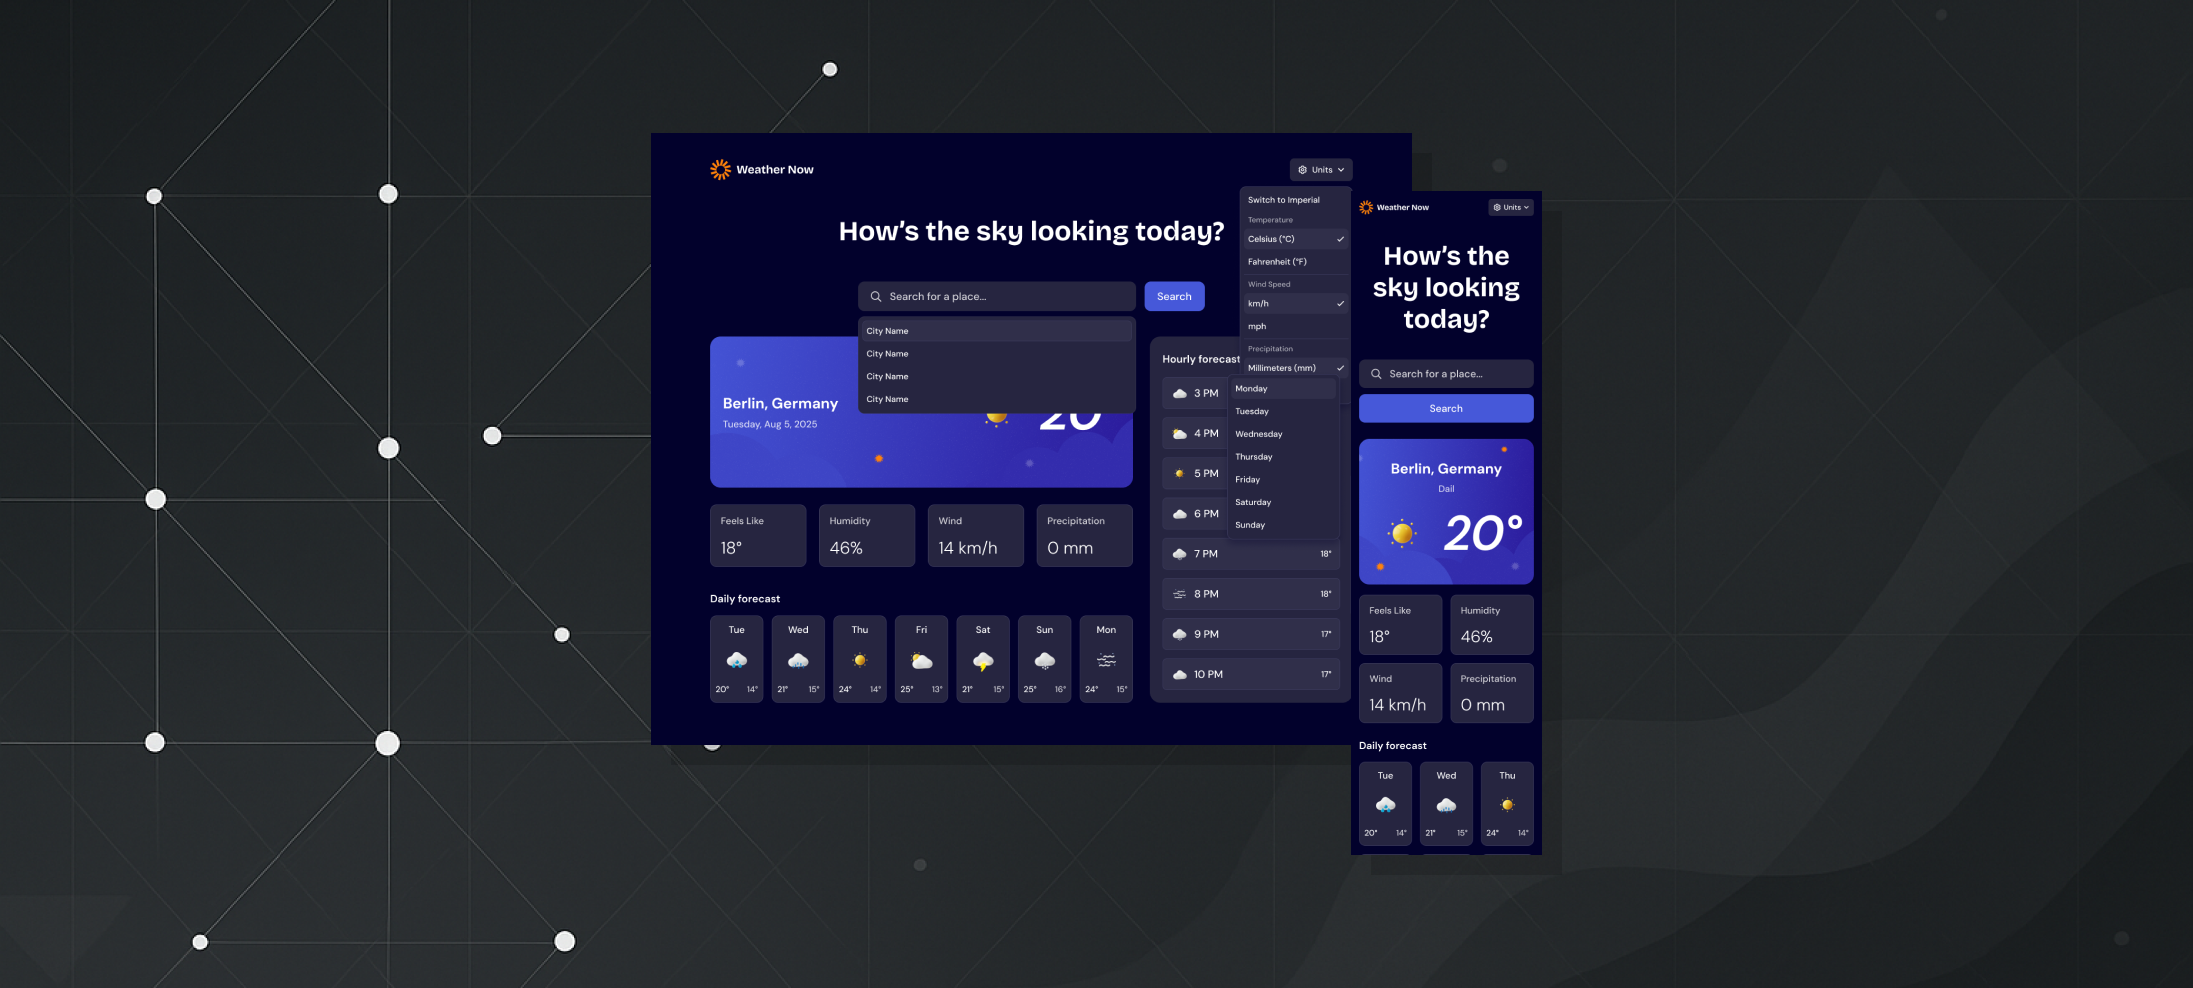 Weather Now
Units
Switch to Imperial
Temperature
Celsius (°C)
Fahrenheit (°F)
Wind Speed
km/h
mph
Precipitation
Millimeters (mm)
How's the sky looking today?
Search for a place...
Search
City Name
City Name
City Name
City Name
Berlin, Germany
Tuesday, Aug 5, 2025
20
Feels Like
18°
Humidity
46%
Wind
14 km/h
Precipitation
0 mm
Daily forecast
Tue
20° 14°
Wed
21° 15°
Thu
24° 14°
Fri
25° 13°
Sat
21° 15°
Sun
25° 16°
Mon
24° 15°
Hourly forecast
Monday
Tuesday
Wednesday
Thursday
Friday
Saturday
Sunday
3 PM
4 PM
5 PM
6 PM
7 PM 18°
8 PM 18°
9 PM 17°
10 PM 17°
Weather Now
Units
How's the
sky looking
today?
Search for a place...
Search
Berlin, Germany
Dail
20°
Feels Like
18°
Humidity
46%
Wind
14 km/h
Precipitation
0 mm
Daily forecast
Tue
20° 14°
Wed
21° 15°
Thu
24° 14°